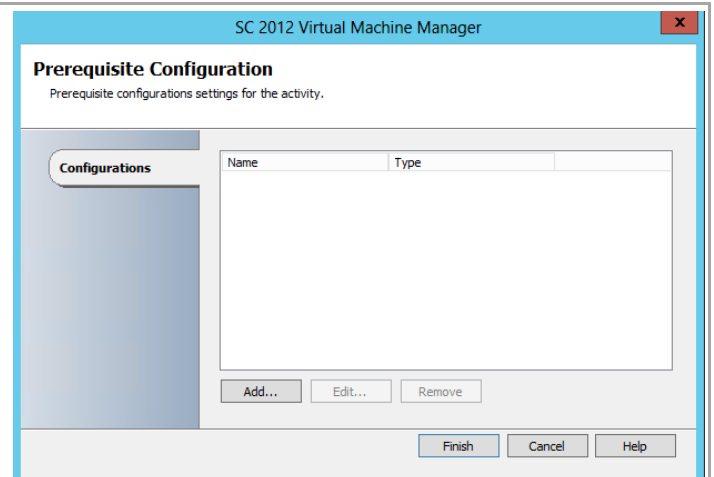 SC 2012 Virtual Machine Manager
x
Prerequisite Configuration
Prerequisite configurations settings for the activity.
Configurations
Name Type
Add... Edit... Remove
Finish Cancel Help